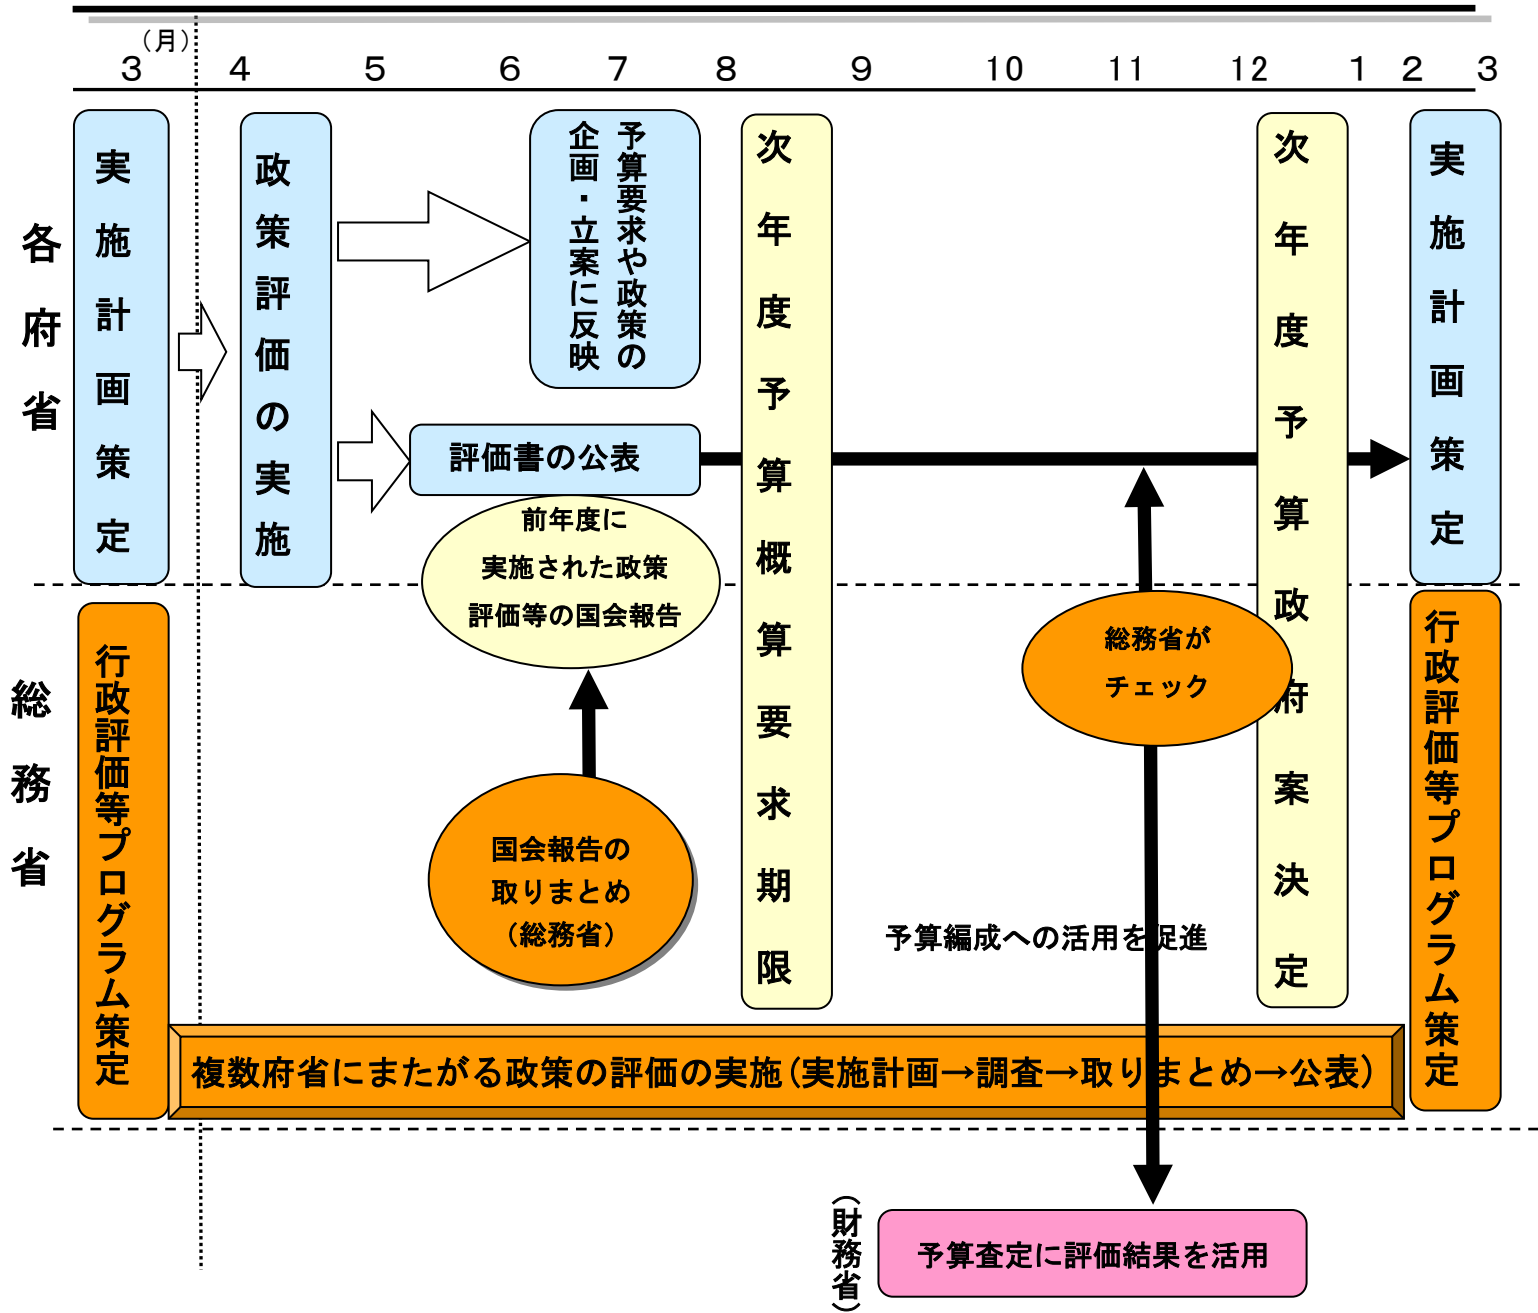 （月）
3 4 5 6 7 8 9 10 11 12 1 2 3
各府省
実施計画策定
政策評価の実施
予算要求や政策の
企画・立案に反映
評価書の公表
前年度に
実施された政策
評価等の国会報告
次年度予算概算要求期限
次年度予算政府案決定
実施計画策定
総務省
行政評価等プログラム策定
国会報告の
取りまとめ
（総務省）
総務省が
チェック
予算編成への活用を促進
行政評価等プログラム策定
複数府省にまたがる政策の評価の実施（実施計画→調査→取りまとめ→公表）
（財務省）
予算査定に評価結果を活用